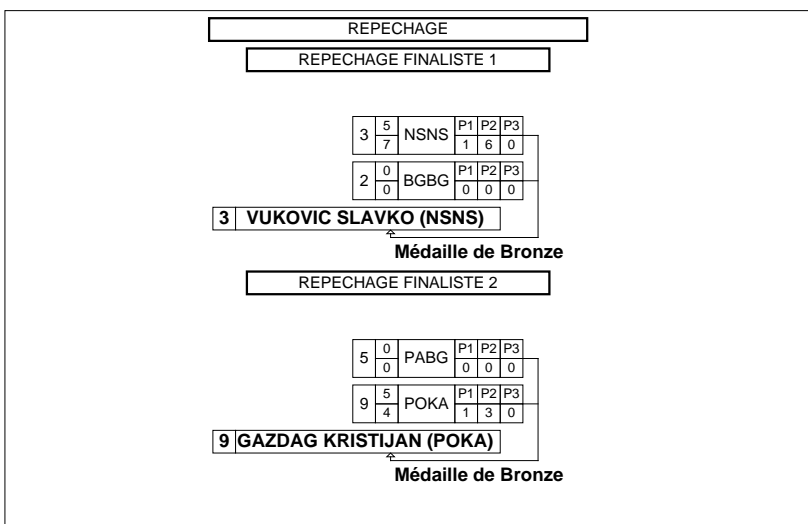 REPECHAGE
REPECHAGE FINALISTE 1
3 5 NSNS P1 P2 P3
7 1 6 0
2 0 BGBG P1 P2 P3
0 0 0 0
3 VUKOVIC SLAVKO (NSNS)
Médaille de Bronze
REPECHAGE FINALISTE 2
5 0 PABG P1 P2 P3
0 0 0 0
9 5 POKA P1 P2 P3
4 1 3 0
9 GAZDAG KRISTIJAN (POKA)
Médaille de Bronze